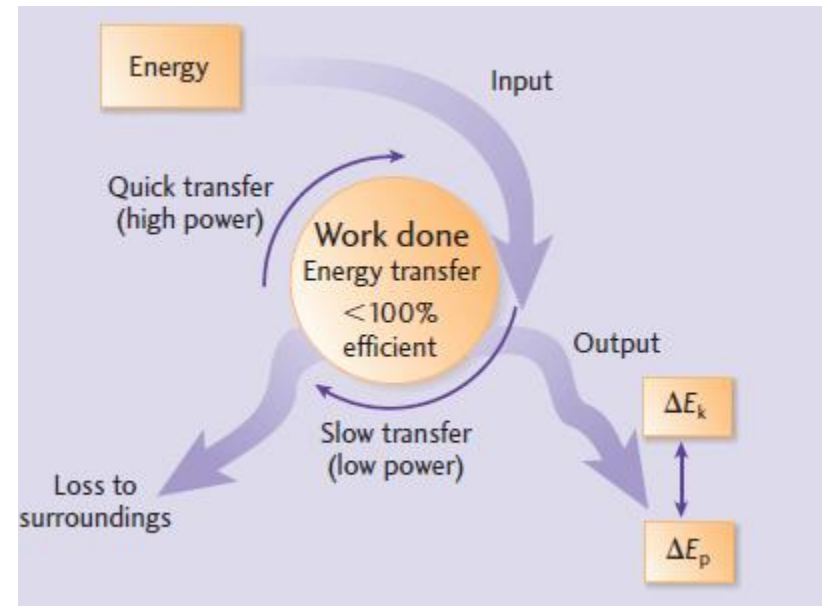 Energy
Input
Quick transfer
(high power)
Work done
Energy transfer
<100%
efficient
Output
ΔEk
Slow transfer
(low power)
Loss to
surroundings
ΔEp